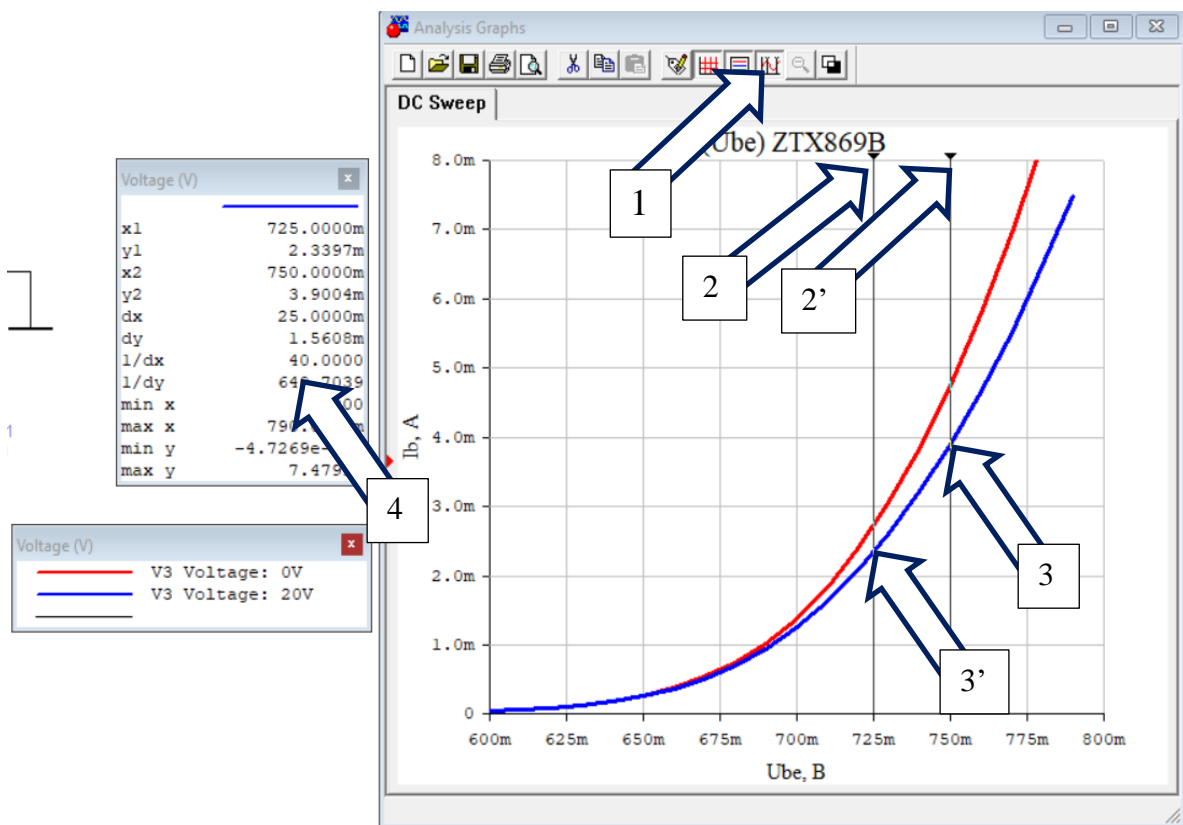 Analysis Graphs
DC Sweep
(Ube) ZTX869B
8.0m
7.0m
6.0m
5.0m
4.0m
3.0m
2.0m
1.0m
0
Ib, A
600m 625m 650m 675m 700m 725m 750m 775m 800m
Ube, B
1
2
2’
3
3’
4
Voltage (V)
x1 725.0000m
y1 2.3397m
x2 750.0000m
y2 3.9004m
dx 25.0000m
dy 1.5608m
1/dx 40.0000
1/dy
min x
max x
min y
max y
Voltage (V)
V3 Voltage: 0V
V3 Voltage: 20V
1